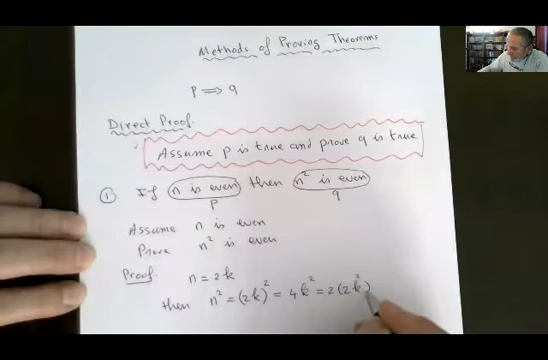 Methods of Proving Theorems
p ⟹ q
Direct Proof
Assume p is true and prove q is true
① If n is even then n² is even
p q
Assume n is even
Prove n² is even
Proof n = 2k
then n² = (2k)² = 4k² = 2(2k²)